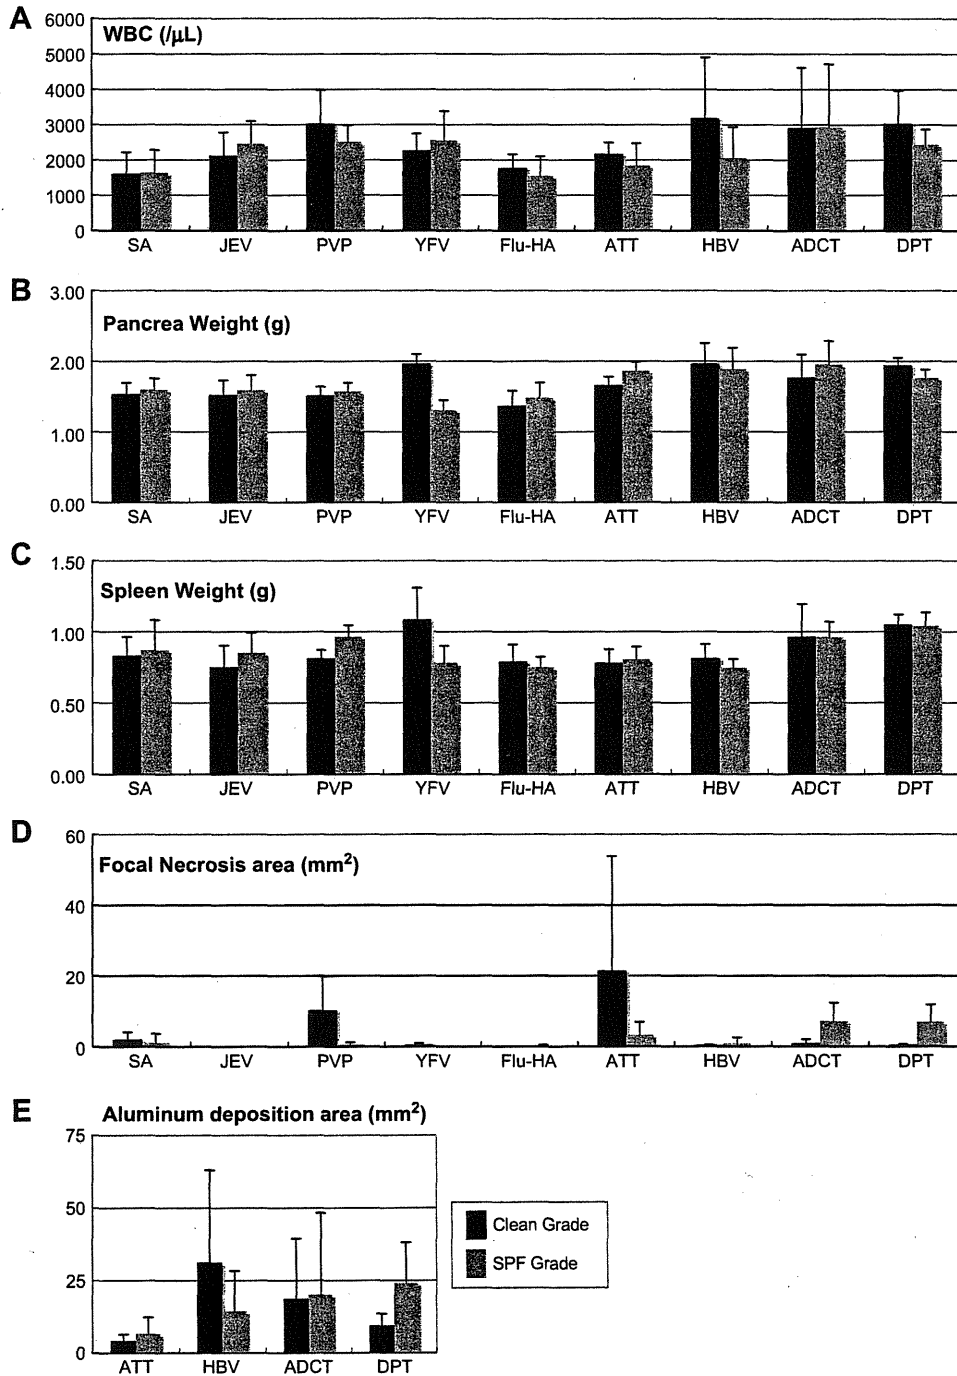 A
WBC (/μL)
6000
5000
4000
3000
2000
1000
0
SA JEV PVP YFV Flu-HA ATT HBV ADCT DPT
B
Pancrea Weight (g)
3.00
2.00
1.00
0.00
SA JEV PVP YFV Flu-HA ATT HBV ADCT DPT
C
Spleen Weight (g)
1.50
1.00
0.50
0.00
SA JEV PVP YFV Flu-HA ATT HBV ADCT DPT
D
Focal Necrosis area (mm²)
60
40
20
0
SA JEV PVP YFV Flu-HA ATT HBV ADCT DPT
E
Aluminum deposition area (mm²)
75
50
25
0
ATT HBV ADCT DPT
Clean Grade
SPF Grade